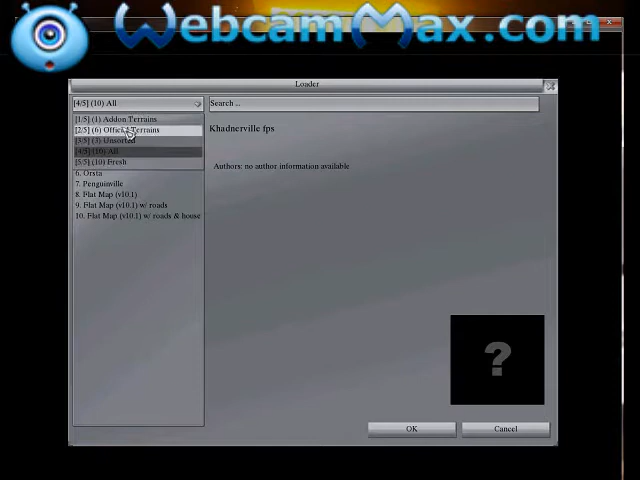 WebcamMax.com
Loader
[4/5] (10) All
Search ...
[1/5] (1) Addon Terrains
[2/5] (6) Official Terrains
[3/5] (3) Unsorted
[4/5] (10) All
[5/5] (10) Fresh
Khadnerville fps
Authors: no author information available
6. Orsta
7. Penguinville
8. Flat Map (v10.1)
9. Flat Map (v10.1) w/ roads
10. Flat Map (v10.1) w/ roads & house
?
OK
Cancel